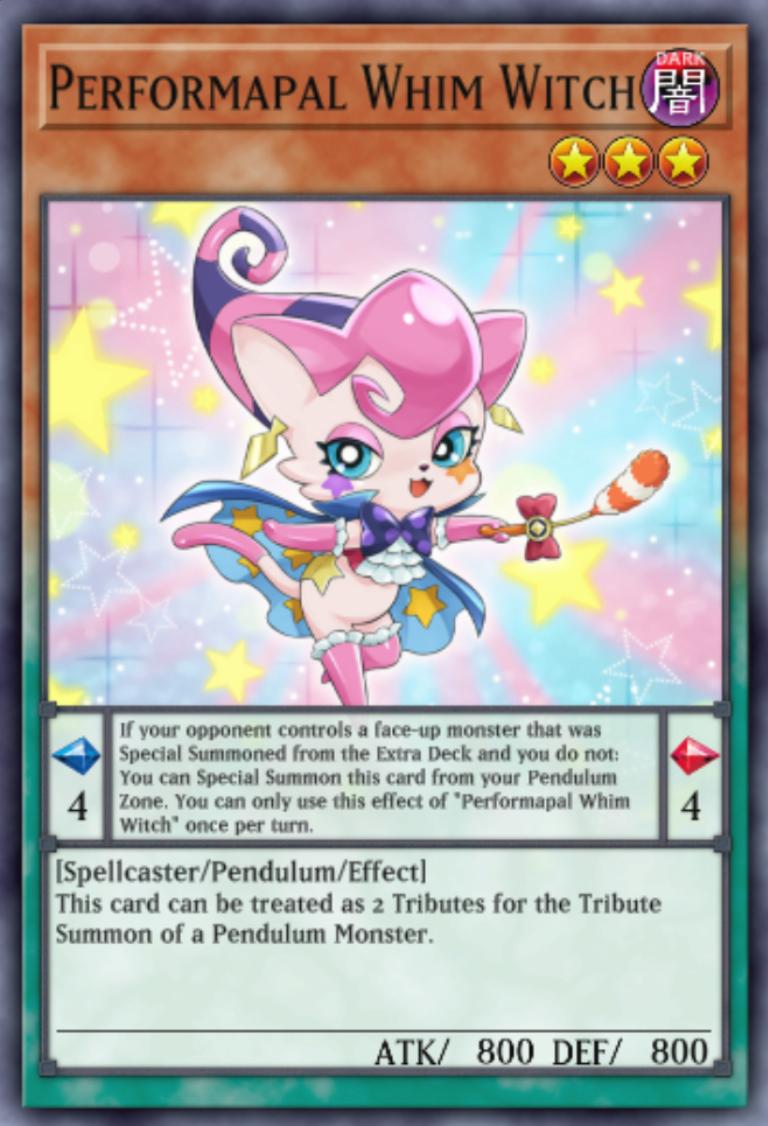 PERFORMAPAL WHIM WITCH
DARK
闇
If your opponent controls a face-up monster that was
Special Summoned from the Extra Deck and you do not:
You can Special Summon this card from your Pendulum
Zone. You can only use this effect of "Performapal Whim
Witch" once per turn.
4
4
[Spellcaster/Pendulum/Effect]
This card can be treated as 2 Tributes for the Tribute
Summon of a Pendulum Monster.
ATK/ 800 DEF/ 800